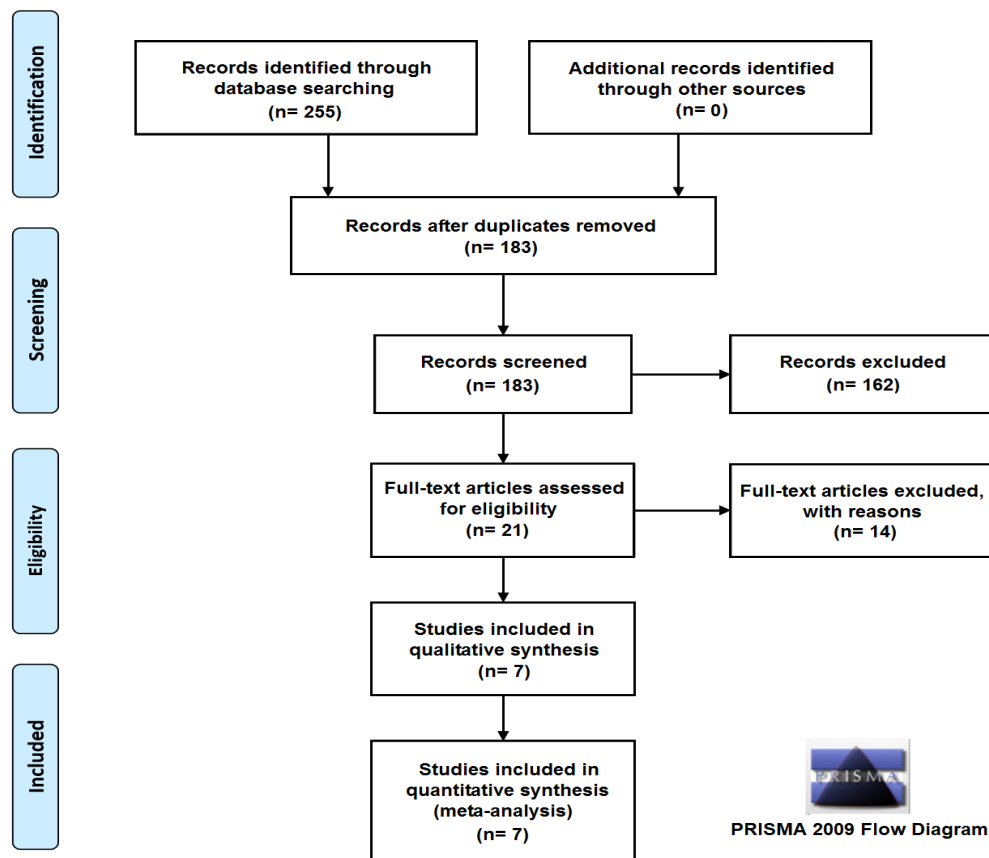 Identification
Records identified through
database searching
(n= 255)
Additional records identified
through other sources
(n= 0)
Records after duplicates removed
(n= 183)
Screening
Records screened
(n= 183)
Records excluded
(n= 162)
Eligibility
Full-text articles assessed
for eligibility
(n= 21)
Full-text articles excluded,
with reasons
(n= 14)
Studies included in
qualitative synthesis
(n= 7)
Included
Studies included in
quantitative synthesis
(meta-analysis)
(n= 7)
PRISMA
PRISMA 2009 Flow Diagram